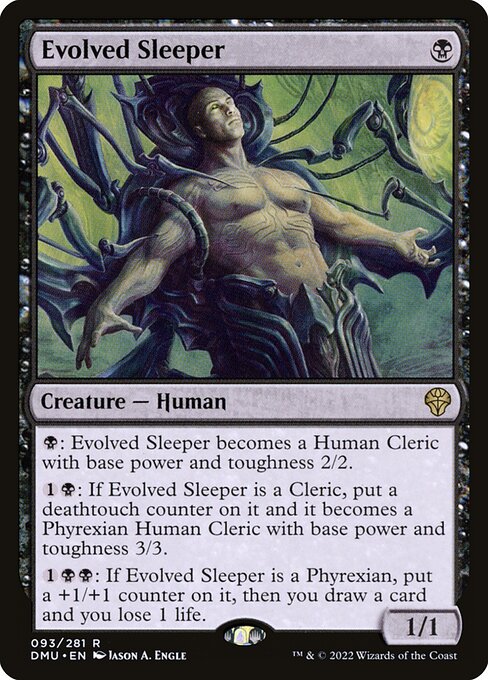 Evolved Sleeper
Creature — Human
: Evolved Sleeper becomes a Human Cleric
with base power and toughness 2/2.
1 : If Evolved Sleeper is a Cleric, put a
deathtouch counter on it and it becomes a
Phyrexian Human Cleric with base power and
toughness 3/3.
1 : If Evolved Sleeper is a Phyrexian, put
a +1/+1 counter on it, then you draw a card
and you lose 1 life.
1/1
093/281 R
DMU • EN Jason A. Engle
™ & © 2022 Wizards of the Coast